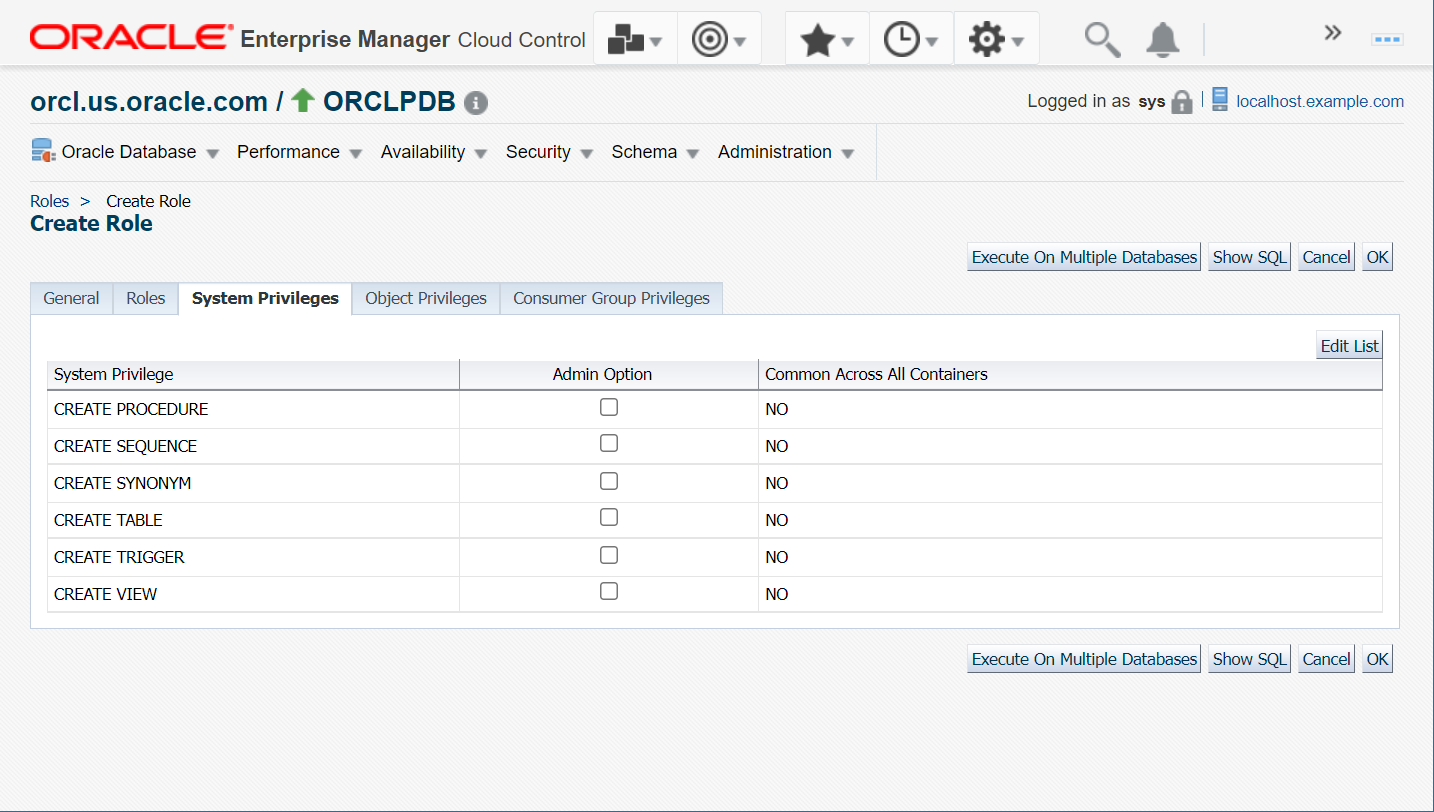 ORACLE® Enterprise Manager Cloud Control
orcl.us.oracle.com / ORCLPDB
Logged in as sys localhost.example.com
Oracle Database Performance Availability Security Schema Administration
Roles > Create Role
Create Role
Execute On Multiple Databases Show SQL Cancel OK
General Roles System Privileges Object Privileges Consumer Group Privileges
Edit List
System Privilege Admin Option Common Across All Containers
CREATE PROCEDURE NO
CREATE SEQUENCE NO
CREATE SYNONYM NO
CREATE TABLE NO
CREATE TRIGGER NO
CREATE VIEW NO
Execute On Multiple Databases Show SQL Cancel OK